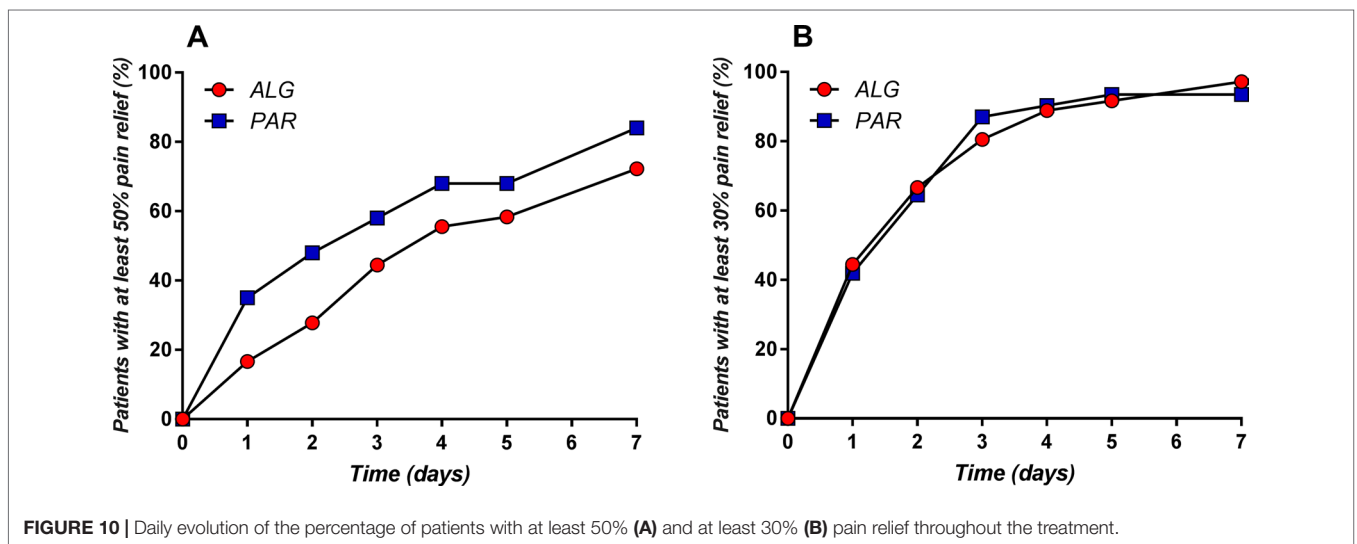 A
Patients with at least 50% pain relief (%)
100
80
60
40
20
0
ALG
PAR
0 1 2 3 4 5 6 7
Time (days)
B
Patients with at least 30% pain relief (%)
100
80
60
40
20
0
ALG
PAR
0 1 2 3 4 5 6 7
Time (days)
FIGURE 10 | Daily evolution of the percentage of patients with at least 50% (A) and at least 30% (B) pain relief throughout the treatment.